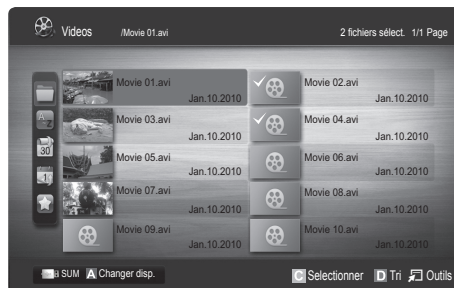 Videos /Movie 01.avi 2 fichiers sélect. 1/1 Page
Movie 01.avi Movie 02.avi
Jan.10.2010 Jan.10.2010
Movie 03.avi Movie 04.avi
Jan.10.2010 Jan.10.2010
Movie 05.avi Movie 06.avi
Jan.10.2010 Jan.10.2010
Movie 07.avi Movie 08.avi
Jan.10.2010 Jan.10.2010
Movie 09.avi Movie 10.avi
Jan.10.2010 Jan.10.2010
A Z
30
1
SUM A Changer disp. C Selectionner D Tri Outils